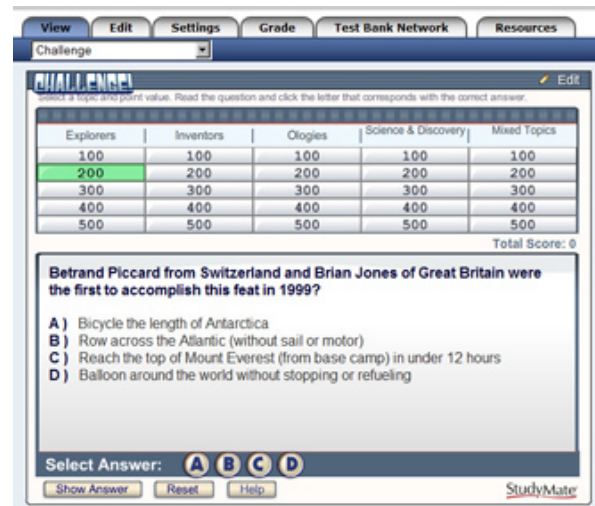 View Edit Settings Grade Test Bank Network Resources
Challenge
CHALLENGE!
Edit
Select a topic and point value. Read the question and click the letter that corresponds with the correct answer.
Explorers Inventors Ologies Science & Discovery Mixed Topics
100 100 100 100 100
200 200 200 200 200
300 300 300 300 300
400 400 400 400 400
500 500 500 500 500
Total Score: 0
Betrand Piccard from Switzerland and Brian Jones of Great Britain were
the first to accomplish this feat in 1999?
A ) Bicycle the length of Antarctica
B ) Row across the Atlantic (without sail or motor)
C ) Reach the top of Mount Everest (from base camp) in under 12 hours
D ) Balloon around the world without stopping or refueling
Select Answer: A B C D
Show Answer Reset Help StudyMate